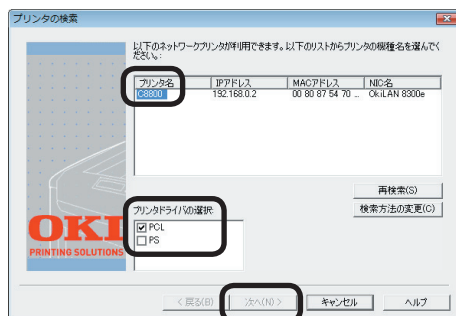 プリンタの検索
以下のネットワークプリンタが利用できます。以下のリストからプリンタの機種名を選んでく
ださい。:
プリンタ名 IPアドレス MACアドレス NIC名
C8800 192.168.0.2 00 80 87 54 70 ... OkiLAN 8300e
再検索(S)
プリンタドライバの選択: 検索方法の変更(C)
PCL
PS
OKI
PRINTING SOLUTIONS
< 戻る(B) 次へ(N) > キャンセル ヘルプ